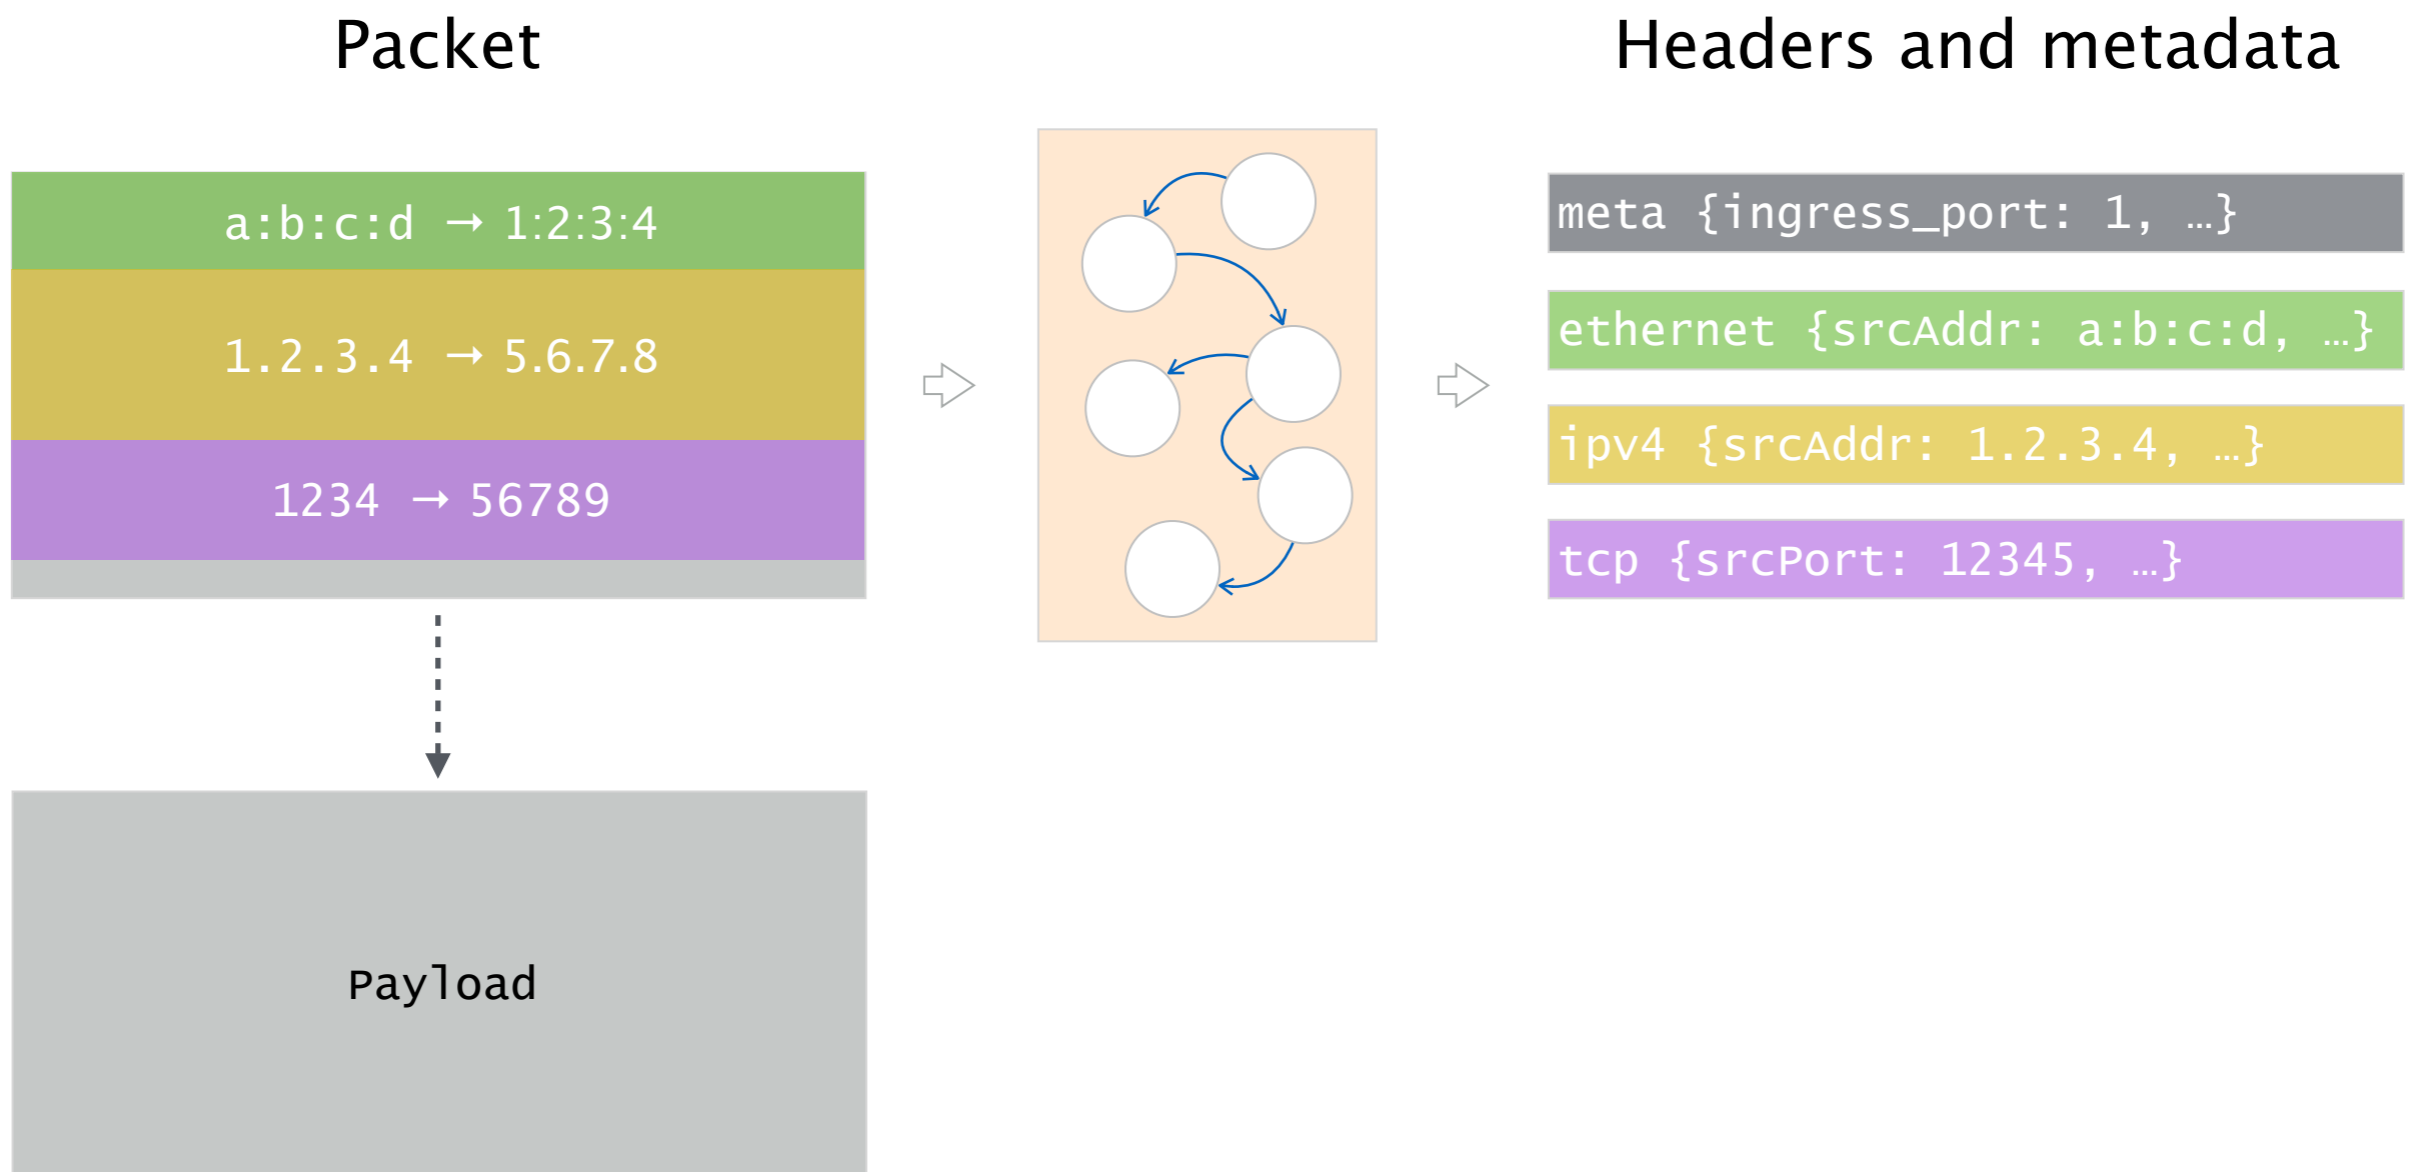 Packet
a:b:c:d → 1:2:3:4
1.2.3.4 → 5.6.7.8
1234 → 56789
Payload
Headers and metadata
meta {ingress_port: 1, …}
ethernet {srcAddr: a:b:c:d, …}
ipv4 {srcAddr: 1.2.3.4, …}
tcp {srcPort: 12345, …}